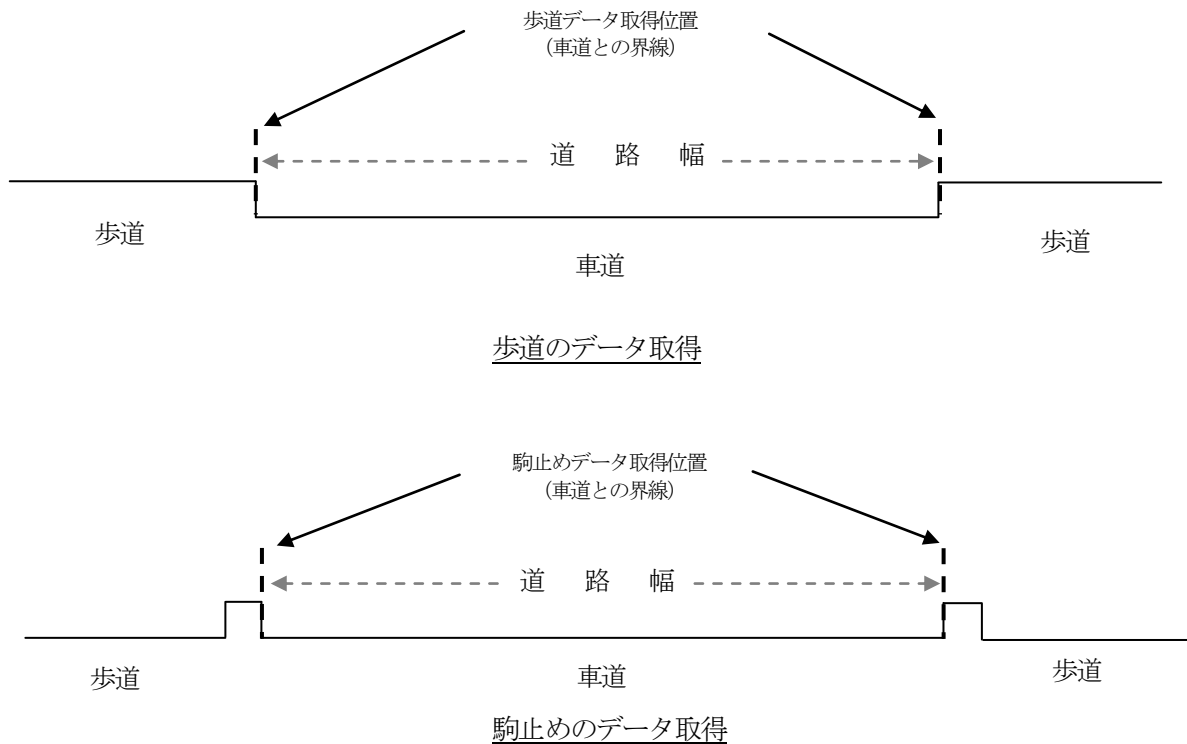 歩道データ取得位置
(車道との界線)
道 路 幅
歩道
歩道
車道
歩道のデータ取得
駒止めデータ取得位置
(車道との界線)
道 路 幅
歩道
車道
歩道
駒止めのデータ取得